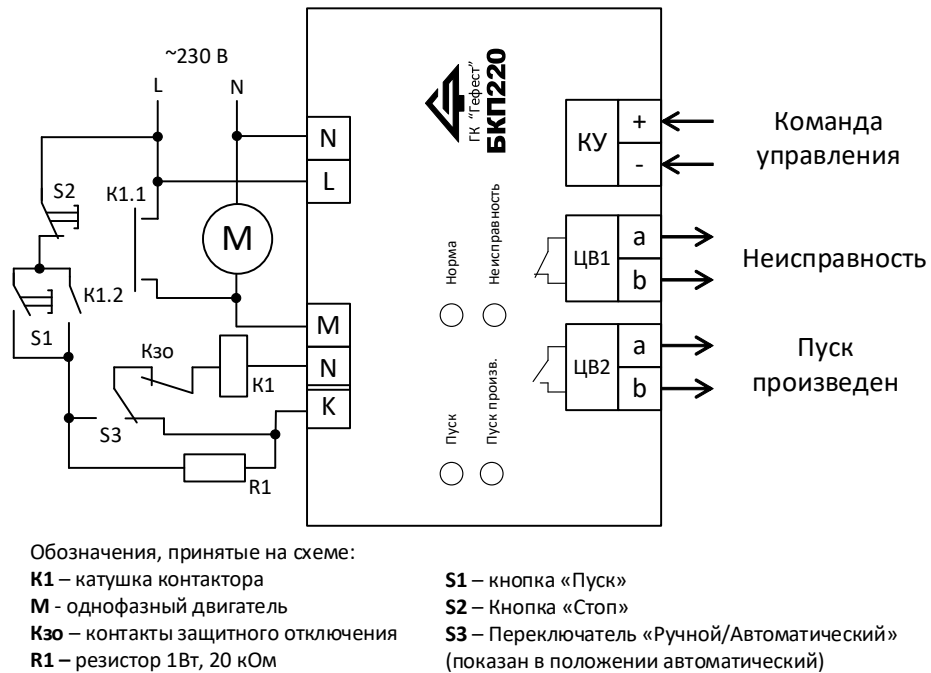 ~230 В
L
N
ГК "Гефест"
БКП220
N
L
КУ
+
-
Команда
управления
S2
К1.1
М
Норма
Неисправность
ЦВ1
a
b
Неисправность
К1.2
S1
M
Кзо
N
К1
K
S3
R1
Пуск
Пуск произв.
ЦВ2
a
b
Пуск
произведен
Обозначения, принятые на схеме:
К1 – катушка контактора
М - однофазный двигатель
Кзо – контакты защитного отключения
R1 – резистор 1Вт, 20 кОм
S1 – кнопка «Пуск»
S2 – Кнопка «Стоп»
S3 – Переключатель «Ручной/Автоматический»
(показан в положении автоматический)